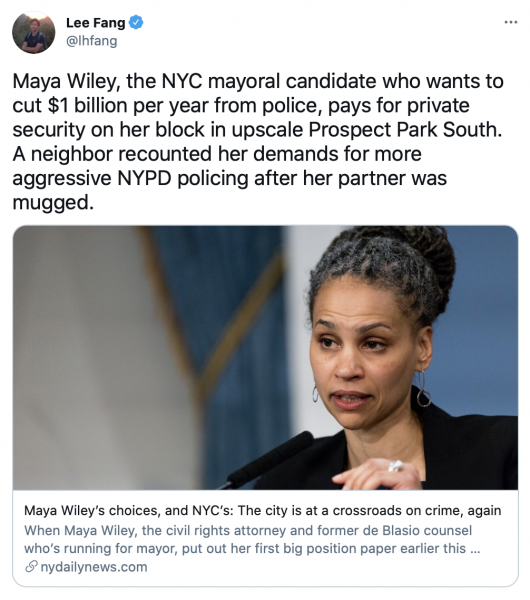 Lee Fang
@lhfang
Maya Wiley, the NYC mayoral candidate who wants to
cut $1 billion per year from police, pays for private
security on her block in upscale Prospect Park South.
A neighbor recounted her demands for more
aggressive NYPD policing after her partner was
mugged.
Maya Wiley's choices, and NYC's: The city is at a crossroads on crime, again
When Maya Wiley, the civil rights attorney and former de Blasio counsel
who's running for mayor, put out her first big position paper earlier this ...
nydailynews.com